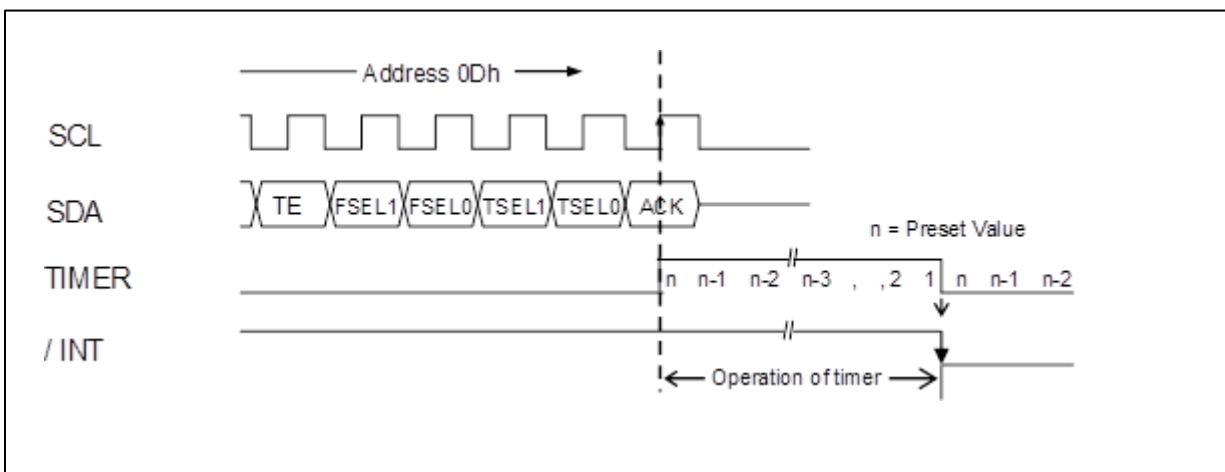 Address 0Dh
SCL
SDA TE FSEL1 FSEL0 TSEL1 TSEL0 ACK
n = Preset Value
TIMER n n-1 n-2 n-3 , , 2 1 n n-1 n-2
/ INT
Operation of timer